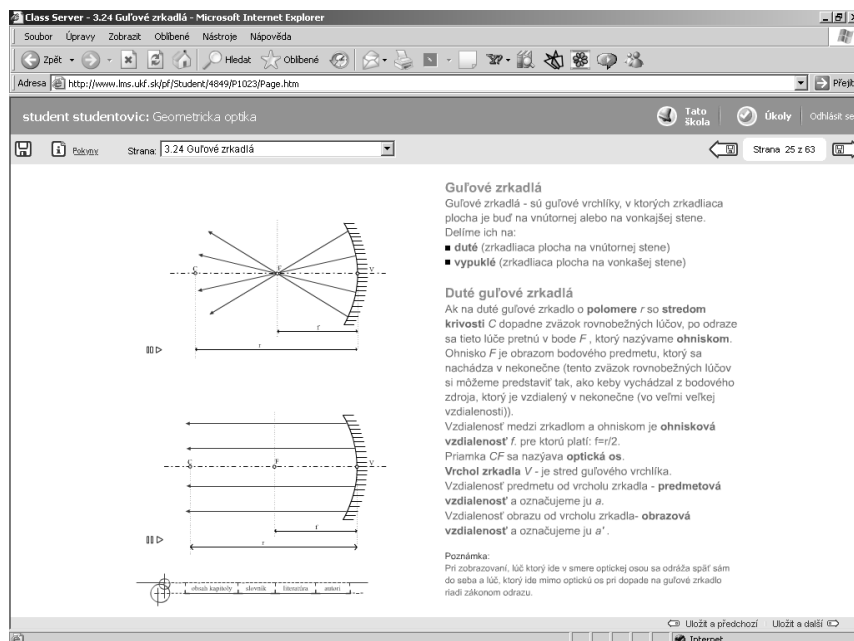 Class Server - 3.24 Guľové zrkadlá - Microsoft Internet Explorer
Soubor Úpravy Zobrazit Oblíbené Nástroje Nápověda
Zpět Hledat Oblíbené
Adresa http://www.lms.ukf.sk/pf/Student/4849/P1023/Page.htm Přejít
student studentovic: Geometricka optika
Tato škola
Úkoly
Odhlásit se
Pokyny Strana: 3.24 Guľové zrkadlá
Strana 25 z 63
C F V
f
r
C F V
f
r
obsah kapitoly slovník literatúra autori
Guľové zrkadlá
Guľové zrkadlá - sú guľové vrchlíky, v ktorých zrkadliaca
plocha je buď na vnútornej alebo na vonkajšej stene.
Delíme ich na:
■ duté (zrkadliaca plocha na vnútornej stene)
■ vypuklé (zrkadliaca plocha na vonkašej stene)
Duté guľové zrkadlá
Ak na duté guľové zrkadlo o polomere r so stredom
krivosti C dopadne zväzok rovnobežných lúčov, po odraze
sa tieto lúče pretnú v bode F , ktorý nazývame ohniskom.
Ohnisko F je obrazom bodového predmetu, ktorý sa
nachádza v nekonečne (tento zväzok rovnobežných lúčov
si môžeme predstaviť tak, ako keby vychádzal z bodového
zdroja, ktorý je vzdialený v nekonečne (vo veľmi veľkej
vzdialenosti)).
Vzdialenosť medzi zrkadlom a ohniskom je ohnisková
vzdialenosť f. pre ktorú platí: f=r/2.
Priamka CF sa nazýava optická os.
Vrchol zrkadla V - je stred guľového vrchlíka.
Vzdialenosť predmetu od vrcholu zrkadla - predmetová
vzdialenosť a označujeme ju a.
Vzdialenosť obrazu od vrcholu zrkadla- obrazová
vzdialenosť a označujeme ju a' .
Poznámka:
Pri zobrazovaní, lúč ktorý ide v smere optickej osou sa odráža späť sám
do seba a lúč, ktorý ide mimo optickú os pri dopade na guľové zrkadlo
riadi zákonom odrazu.
Uložit a předchozí Uložit a další
Internet